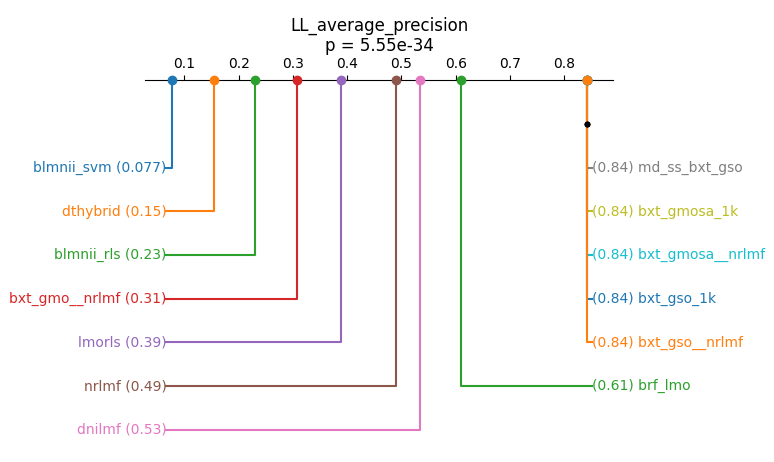 LL_average_precision
p = 5.55e-34
0.1 0.2 0.3 0.4 0.5 0.6 0.7 0.8
blmnii_svm (0.077)
(0.84) md_ss_bxt_gso
dthybrid (0.15)
(0.84) bxt_gmosa_1k
blmnii_rls (0.23)
(0.84) bxt_gmosa__nrlmf
bxt_gmo__nrlmf (0.31)
(0.84) bxt_gso_1k
lmorls (0.39)
(0.84) bxt_gso__nrlmf
nrlmf (0.49)
(0.61) brf_lmo
dnilmf (0.53)